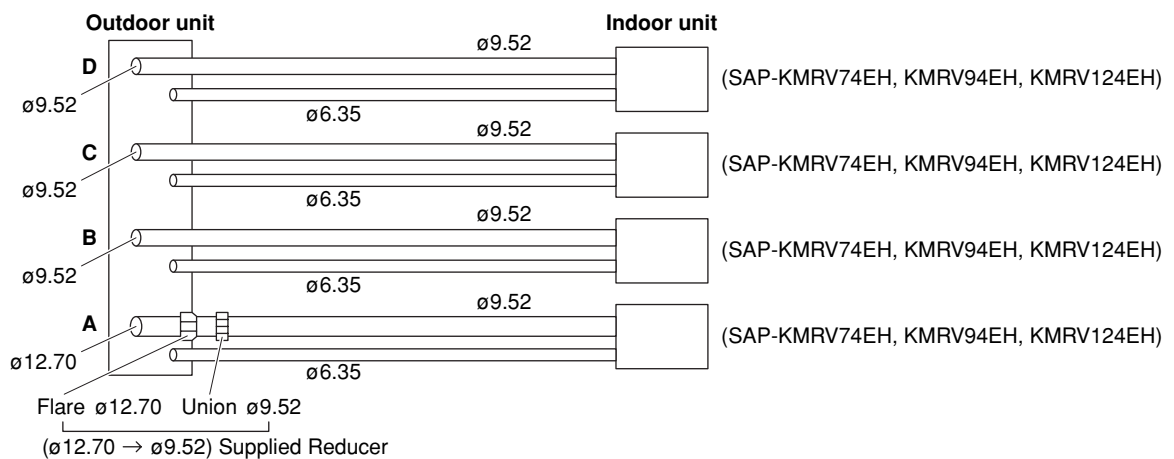 Outdoor unit Indoor unit
ø9.52
D
(SAP-KMRV74EH, KMRV94EH, KMRV124EH)
ø9.52
ø6.35
ø9.52
C
(SAP-KMRV74EH, KMRV94EH, KMRV124EH)
ø9.52
ø6.35
ø9.52
B
(SAP-KMRV74EH, KMRV94EH, KMRV124EH)
ø9.52
ø6.35
ø9.52
A
(SAP-KMRV74EH, KMRV94EH, KMRV124EH)
ø12.70
ø6.35
Flare ø12.70 Union ø9.52
(ø12.70 → ø9.52) Supplied Reducer